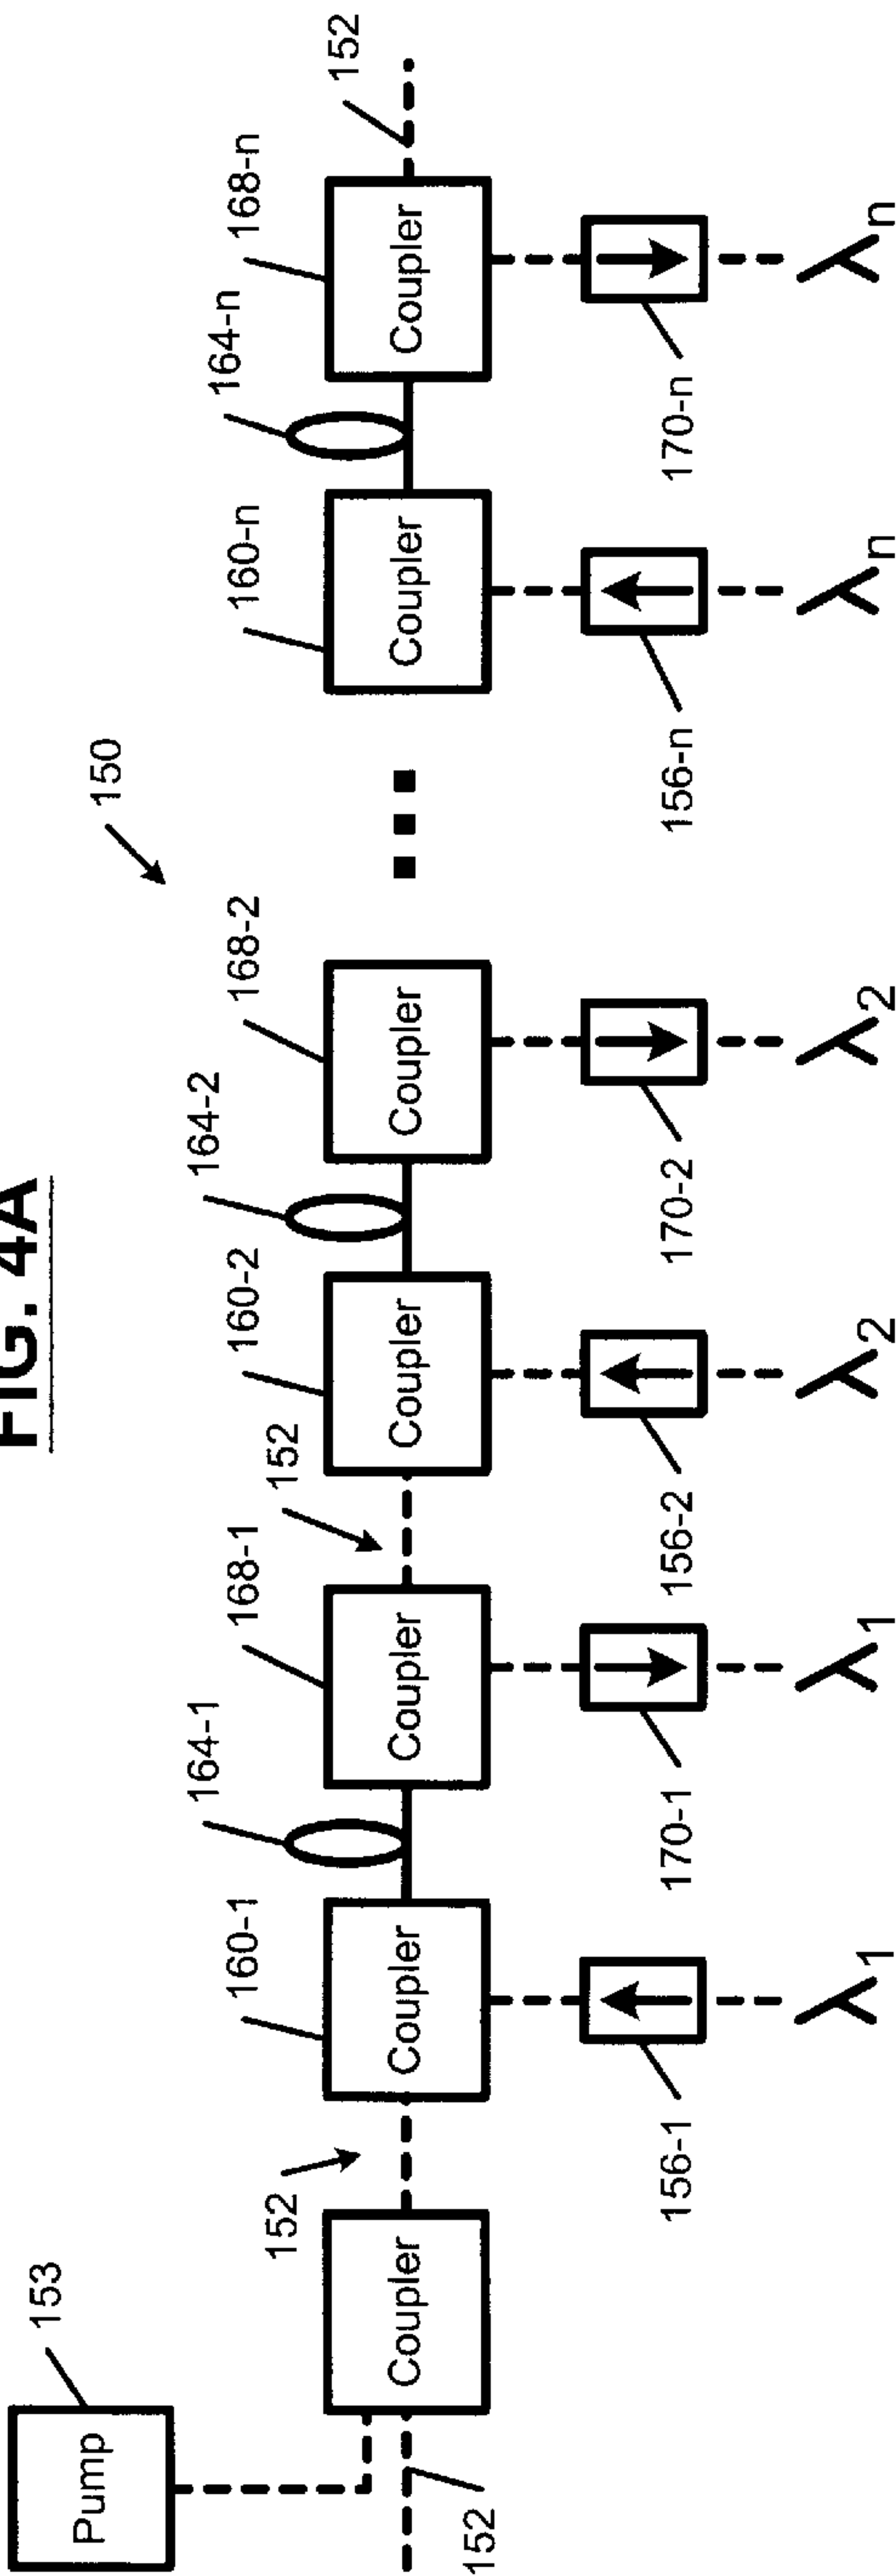 FIG. 4A
150
Pump
153
152
Coupler
152
Coupler
160-1
164-1
Coupler
168-1
152
Coupler
160-2
164-2
Coupler
168-2
Coupler
160-n
164-n
Coupler
168-n
152
156-1
170-1
156-2
170-2
156-n
170-n
λ1
λ1
λ2
λ2
λn
λn